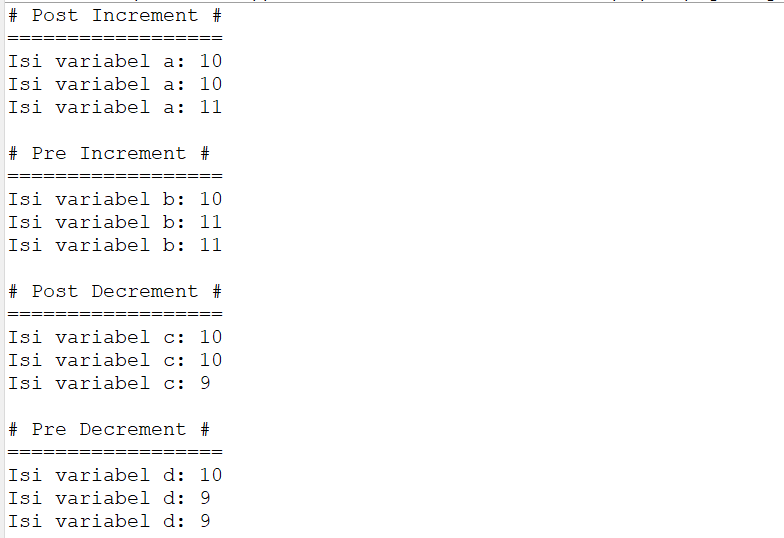 # Post Increment #
==================
Isi variabel a: 10
Isi variabel a: 10
Isi variabel a: 11
# Pre Increment #
==================
Isi variabel b: 10
Isi variabel b: 11
Isi variabel b: 11
# Post Decrement #
==================
Isi variabel c: 10
Isi variabel c: 10
Isi variabel c: 9
# Pre Decrement #
==================
Isi variabel d: 10
Isi variabel d: 9
Isi variabel d: 9